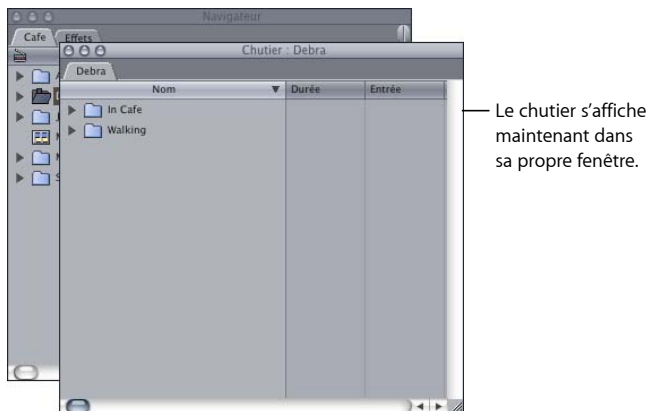 Navigateur
Cafe Effets
Chutier : Debra
Debra
Nom Durée Entrée
In Cafe
Walking
Le chutier s’affiche
maintenant dans
sa propre fenêtre.